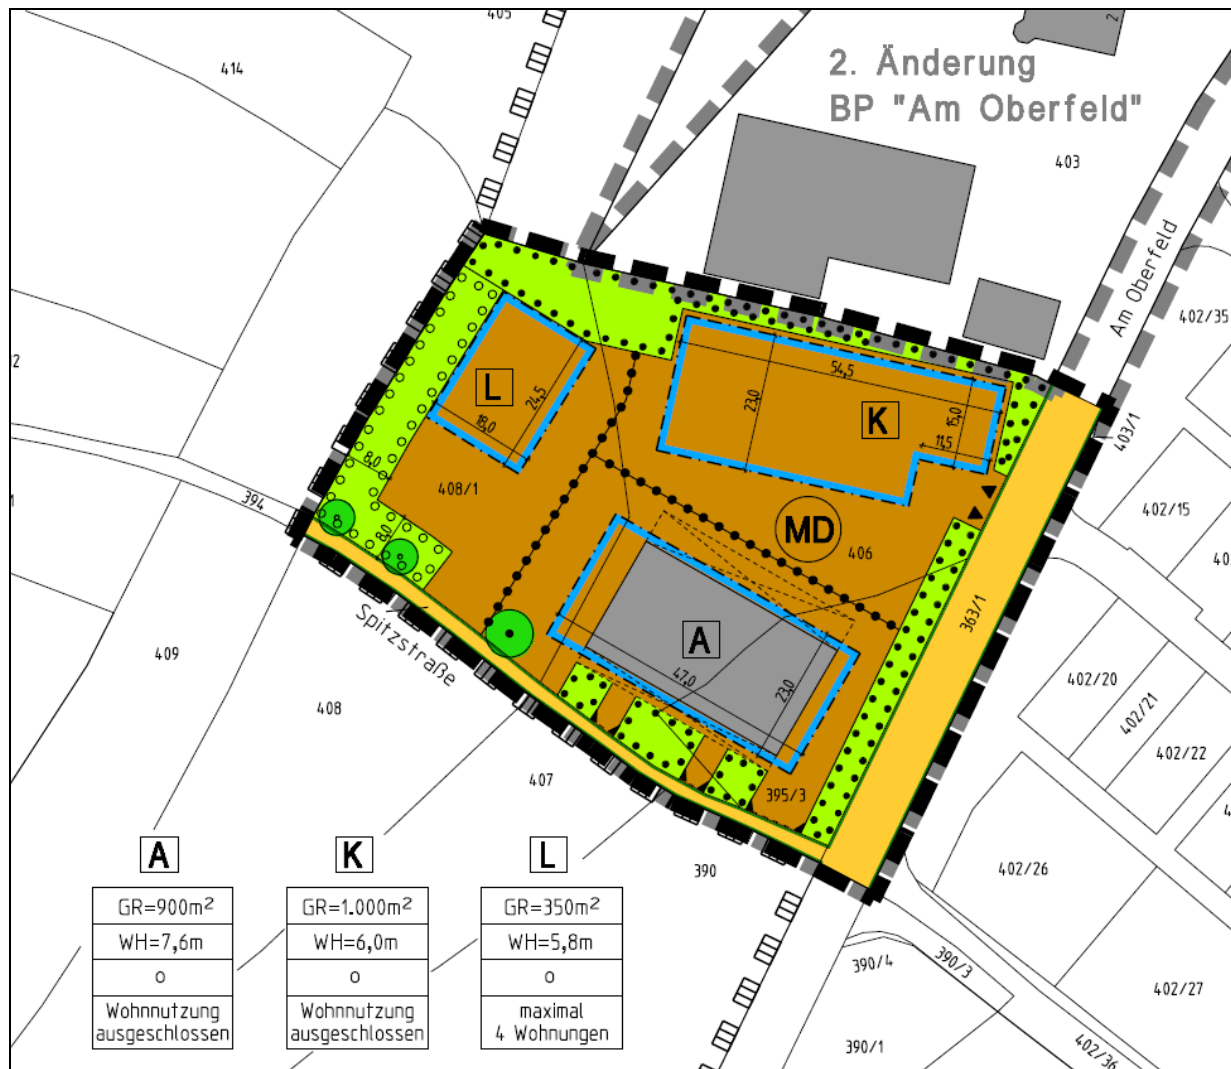 405
2
414
2. Änderung
BP "Am Oberfeld"
403
Am Oberfeld
402/35
L
24,5
18,0
54,5
23,0
15,0
11,5
K
403/1
8,0
408/1
394
8,0
MD
406
402/15
363/1
Spitzstraße
A
47,0
23,0
409
408
407
395/3
402/20
402/21
402/22
390
402/26
A
GR=900m²
WH=7,6m
o
Wohnnutzung
ausgeschlossen
K
GR=1.000m²
WH=6,0m
o
Wohnnutzung
ausgeschlossen
L
GR=350m²
WH=5,8m
o
maximal
4 Wohnungen
390/4
390/3
402/27
390/1
402/36